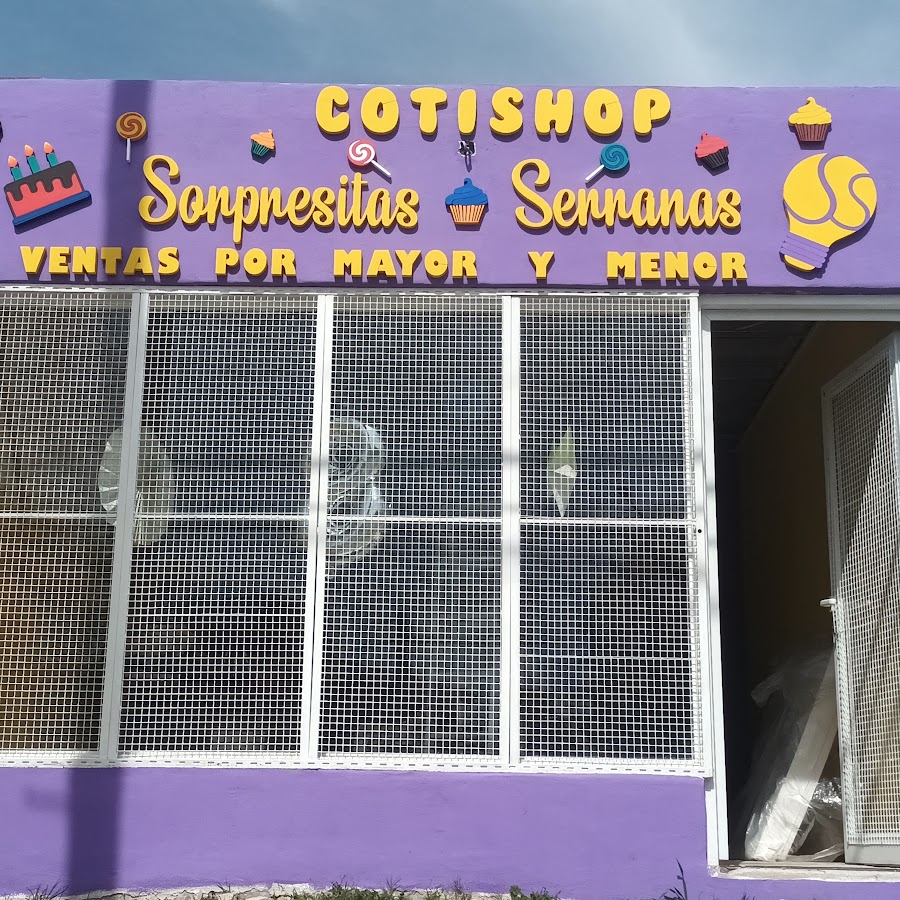 COTISHOP
Sorpresitas Serranas
VENTAS POR MAYOR Y MENOR